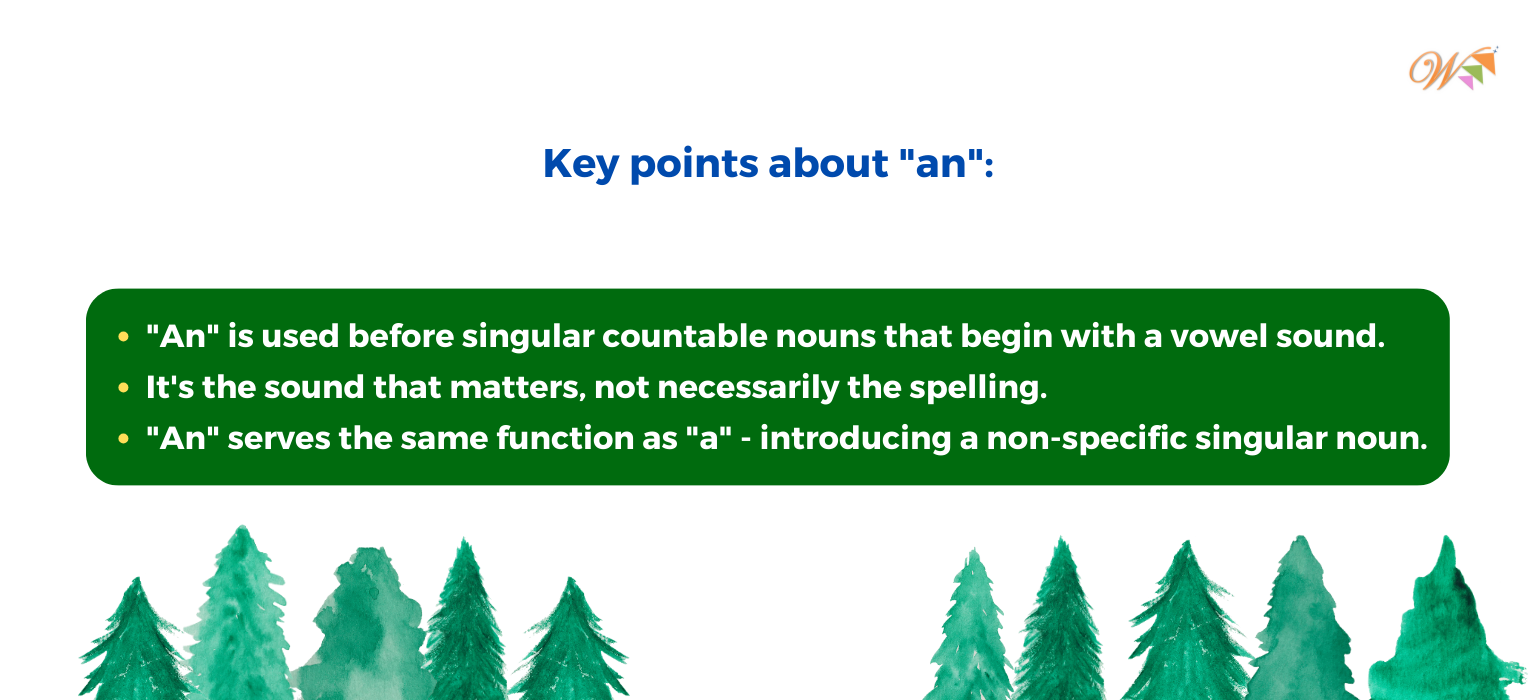 W
Key points about "an":
• "An" is used before singular countable nouns that begin with a vowel sound.
• It's the sound that matters, not necessarily the spelling.
• "An" serves the same function as "a" - introducing a non-specific singular noun.